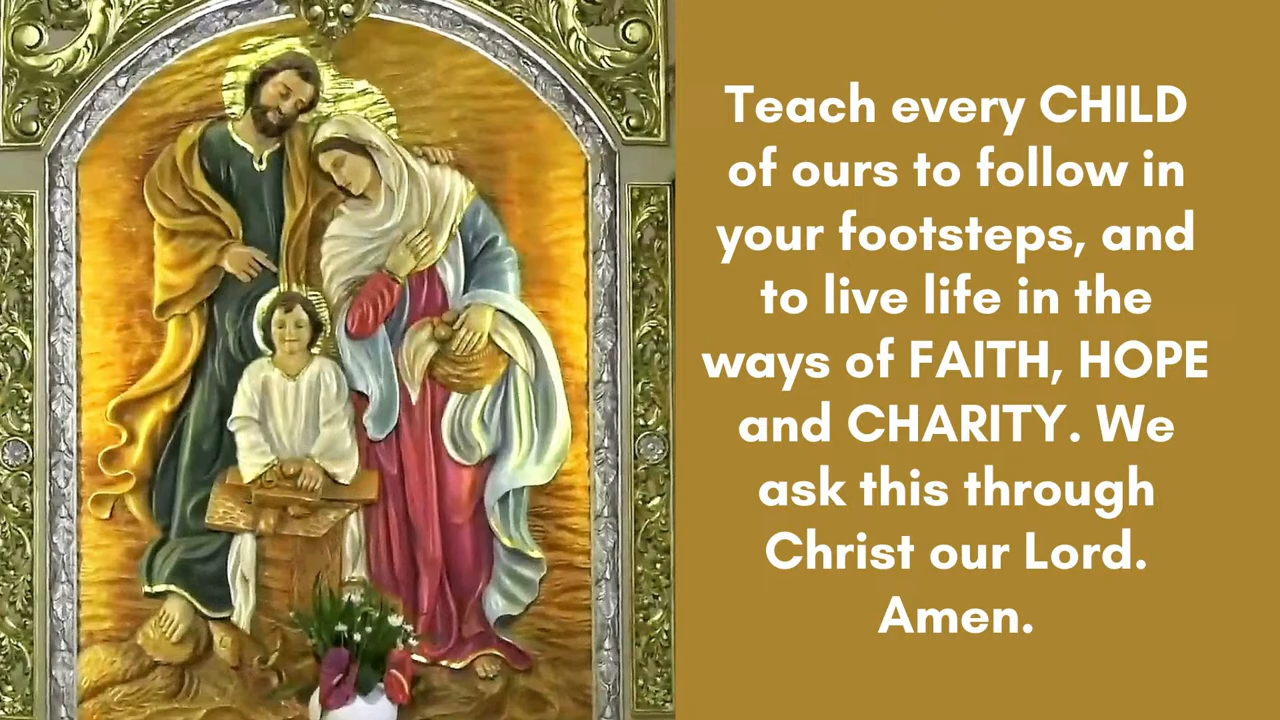 Teach every CHILD
of ours to follow in
your footsteps, and
to live life in the
ways of FAITH, HOPE
and CHARITY. We
ask this through
Christ our Lord.
Amen.